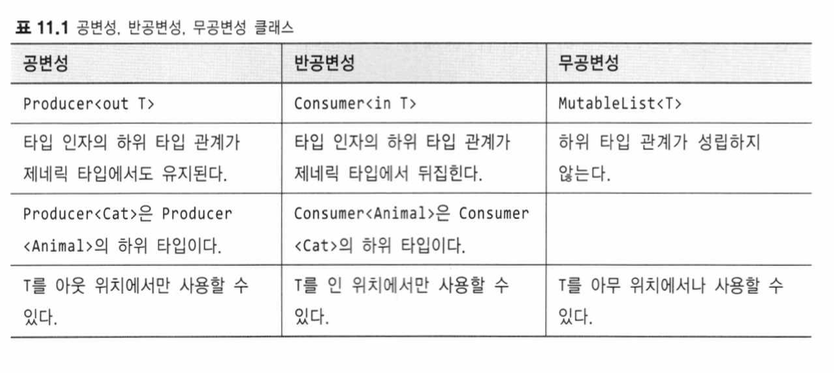 표 11.1 공변성, 반공변성, 무공변성 클래스
공변성 반공변성 무공변성
Producer<out T> Consumer<in T> MutableList<T>
타입 인자의 하위 타입 관계가 타입 인자의 하위 타입 관계가 하위 타입 관계가 성립하지
제네릭 타입에서도 유지된다. 제네릭 타입에서 뒤집힌다. 않는다.
Producer<Cat>은 Producer Consumer<Animal>은 Consumer
<Animal>의 하위 타입이다. <Cat>의 하위 타입이다.
T를 아웃 위치에서만 사용할 수 T를 인 위치에서만 사용할 수 T를 아무 위치에서나 사용할 수
있다. 있다. 있다.